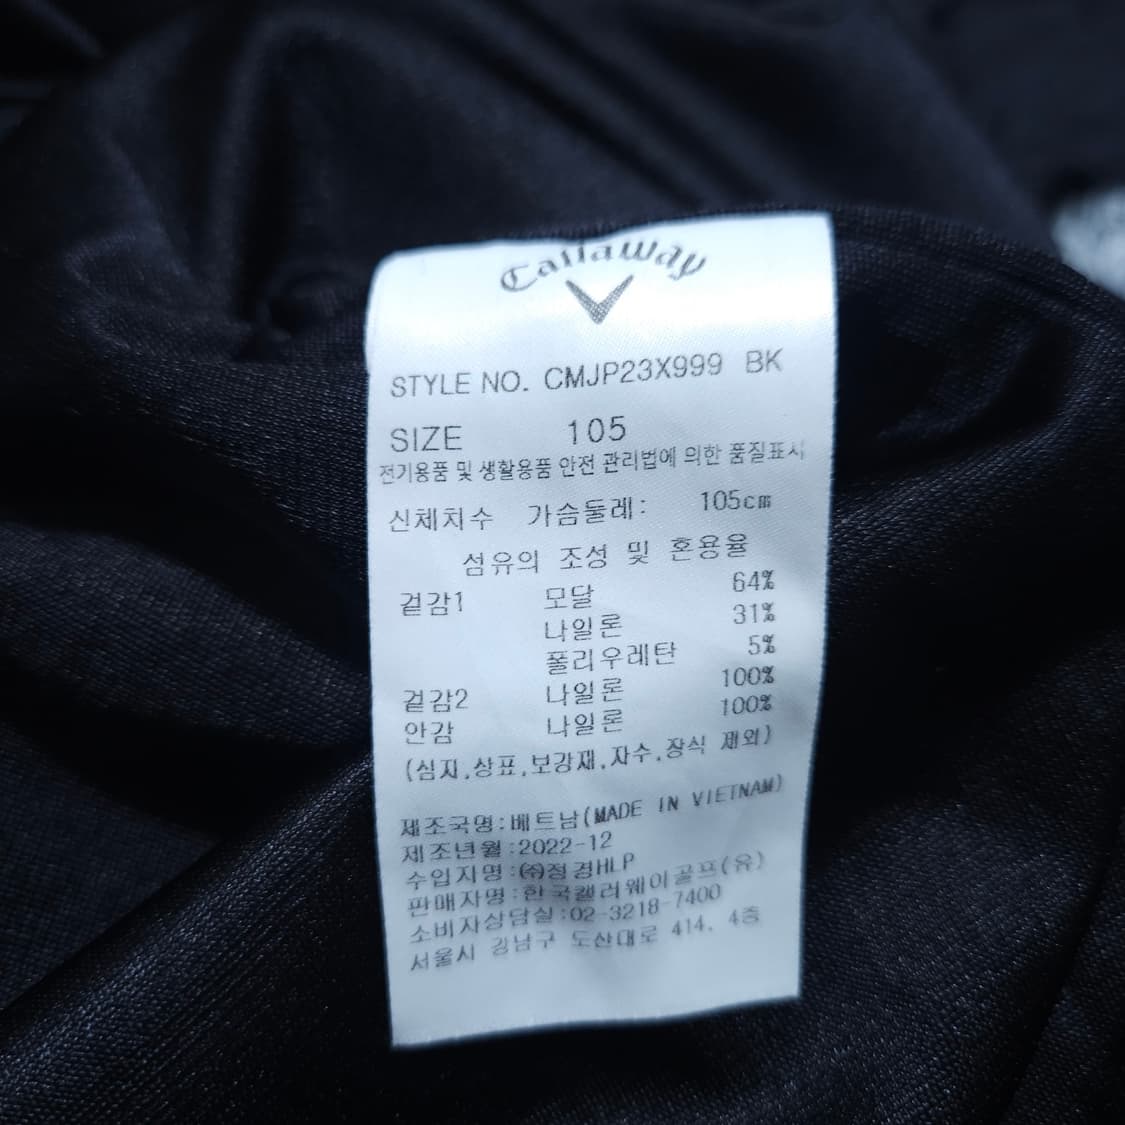 Callaway
STYLE NO. CMJP23X999 BK
SIZE 105
전기용품 및 생활용품 안전 관리법에 의한 품질표시
신체치수 가슴둘레: 105cm
섬유의 조성 및 혼용율
겉감1 모달 64%
나일론 31%
폴리우레탄 5%
겉감2 나일론 100%
안감 나일론 100%
(심지,상표,보강재,자수,장식 제외)
제조국명:베트남(MADE IN VIETNAM)
제조년월:2022-12
수입자명:㈜정경HLP
판매자명:한국캘러웨이골프(유)
소비자상담실:02-3218-7400
서울시 강남구 도산대로 414, 4층